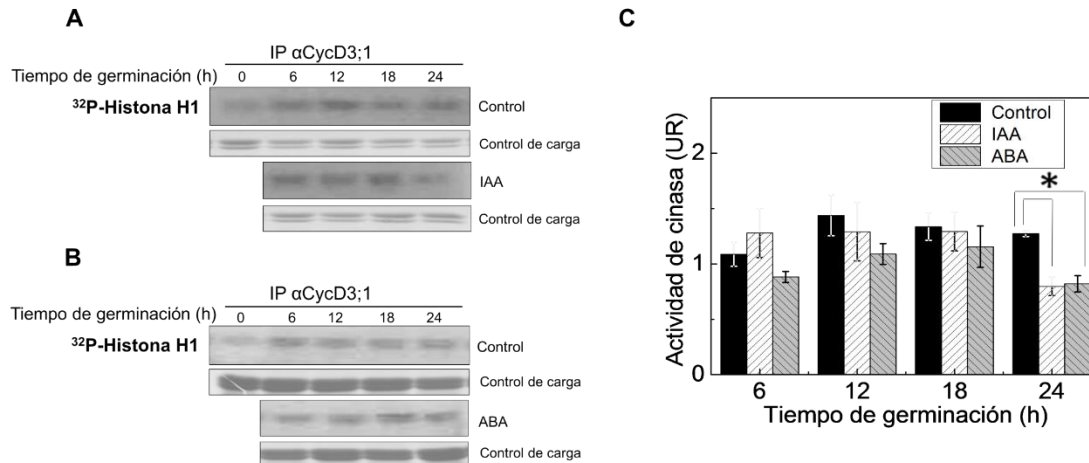 A
IP αCycD3;1
Tiempo de germinación (h) 0 6 12 18 24
³²P-Histona H1 Control
Control de carga
IAA
Control de carga
B
IP αCycD3;1
Tiempo de germinación (h) 0 6 12 18 24
³²P-Histona H1 Control
Control de carga
ABA
Control de carga
C
Actividad de cinasa (UR)
2
1
0
Control
IAA
ABA
*
6 12 18 24
Tiempo de germinación (h)